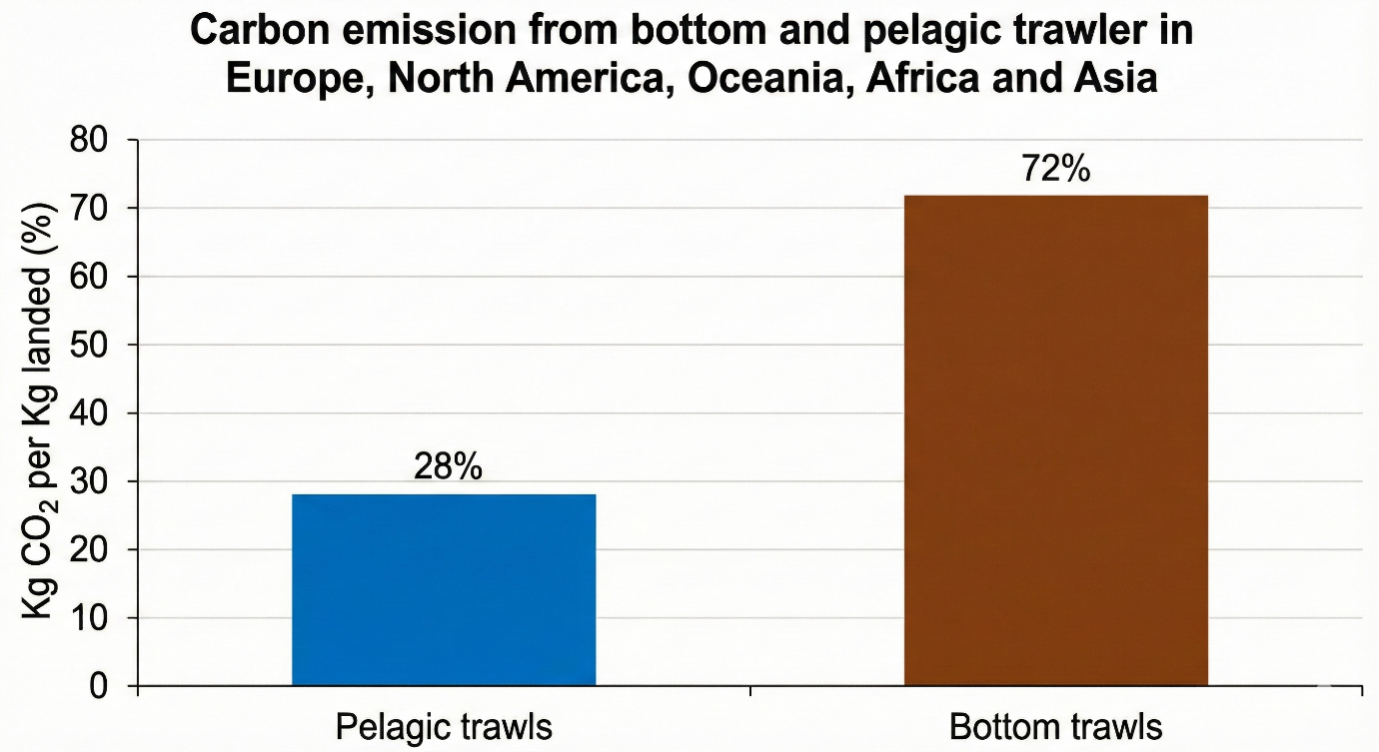 Carbon emission from bottom and pelagic trawler in
Europe, North America, Oceania, Africa and Asia
Kg CO₂ per Kg landed (%)
80
70
60
50
40
30
20
10
0
28%
72%
Pelagic trawls
Bottom trawls